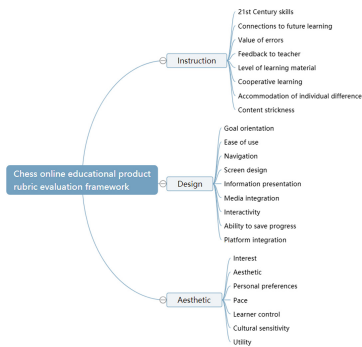 Chess online educational product
rubric evaluation framework
Instruction
21st Century skills
Connections to future learning
Value of errors
Feedback to teacher
Level of learning material
Cooperative learning
Accommodation of individual difference
Content strickness
Design
Goal orientation
Ease of use
Navigation
Screen design
Information presentation
Media integration
Interactivity
Ability to save progress
Platform integration
Aesthetic
Interest
Aesthetic
Personal preferences
Pace
Learner control
Cultural sensitivity
Utility